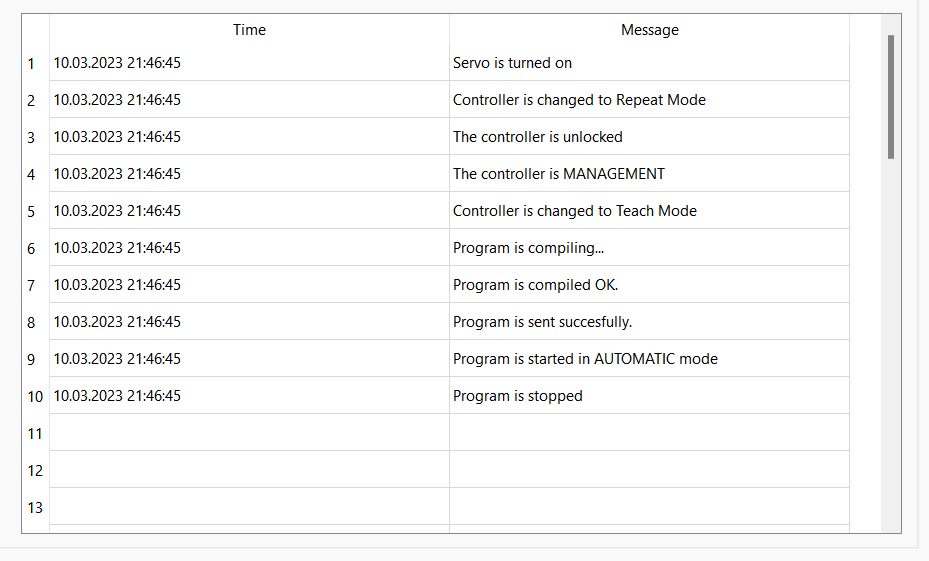 Time Message
1 10.03.2023 21:46:45 Servo is turned on
2 10.03.2023 21:46:45 Controller is changed to Repeat Mode
3 10.03.2023 21:46:45 The controller is unlocked
4 10.03.2023 21:46:45 The controller is MANAGEMENT
5 10.03.2023 21:46:45 Controller is changed to Teach Mode
6 10.03.2023 21:46:45 Program is compiling...
7 10.03.2023 21:46:45 Program is compiled OK.
8 10.03.2023 21:46:45 Program is sent succesfully.
9 10.03.2023 21:46:45 Program is started in AUTOMATIC mode
10 10.03.2023 21:46:45 Program is stopped
11
12
13